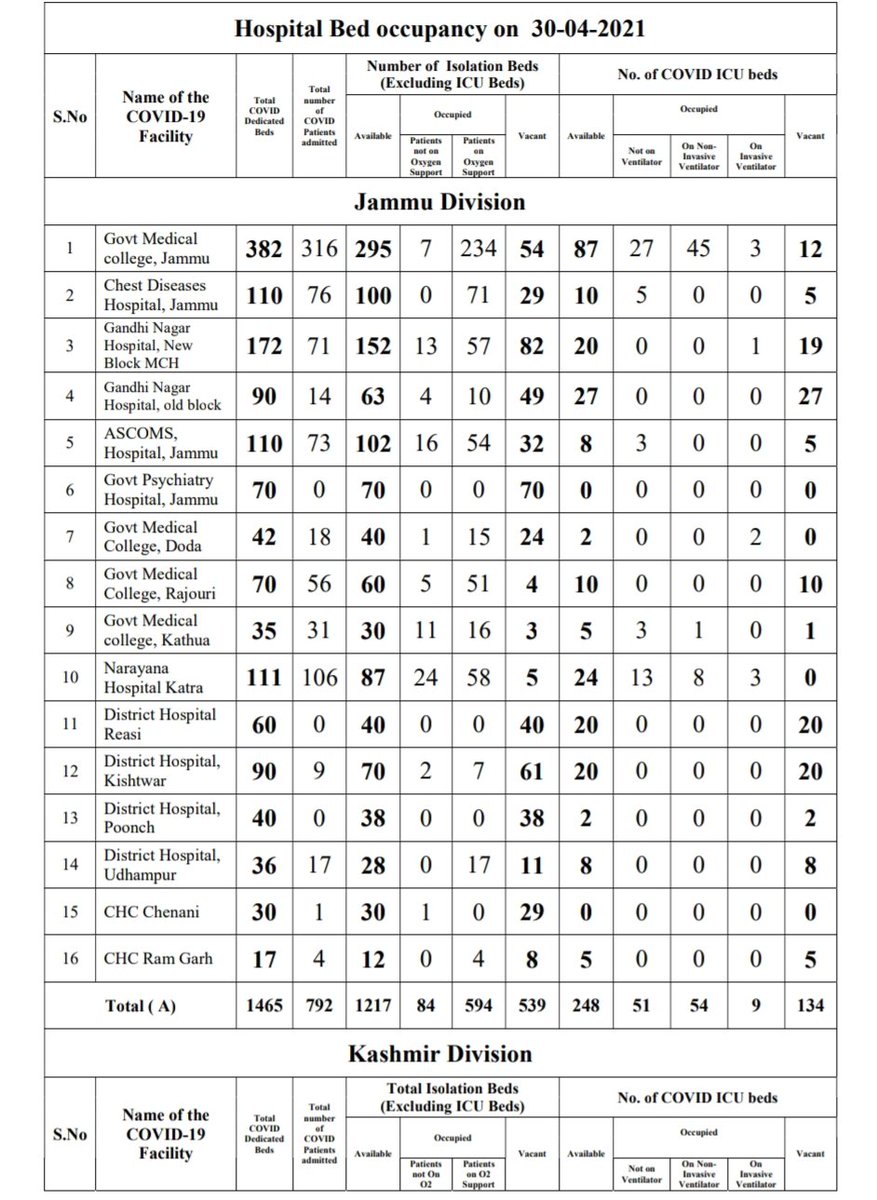 Hospital Bed occupancy on 30-04-2021
S.No
Name of the
COVID-19
Facility
Total
COVID
Dedicated
Beds
Total
number
of
COVID
Patients
admitted
Number of Isolation Beds
(Excluding ICU Beds)
No. of COVID ICU beds
Available
Occupied
Patients
not on
Oxygen
Support
Patients
on
Oxygen
Support
Vacant
Available
Occupied
Not on
Ventilator
On Non-
Invasive
Ventilator
On
Invasive
Ventilator
Vacant
Jammu Division
1 Govt Medical
college, Jammu 382 316 295 7 234 54 87 27 45 3 12
2 Chest Diseases
Hospital, Jammu 110 76 100 0 71 29 10 5 0 0 5
3 Gandhi Nagar
Hospital, New
Block MCH 172 71 152 13 57 82 20 0 0 1 19
4 Gandhi Nagar
Hospital, old block 90 14 63 4 10 49 27 0 0 0 27
5 ASCOMS,
Hospital, Jammu 110 73 102 16 54 32 8 3 0 0 5
6 Govt Psychiatry
Hospital, Jammu 70 0 70 0 0 70 0 0 0 0 0
7 Govt Medical
College, Doda 42 18 40 1 15 24 2 0 0 2 0
8 Govt Medical
College, Rajouri 70 56 60 5 51 4 10 0 0 0 10
9 Govt Medical
college, Kathua 35 31 30 11 16 3 5 3 1 0 1
10 Narayana
Hospital Katra 111 106 87 24 58 5 24 13 8 3 0
11 District Hospital
Reasi 60 0 40 0 0 40 20 0 0 0 20
12 District Hospital,
Kishtwar 90 9 70 2 7 61 20 0 0 0 20
13 District Hospital,
Poonch 40 0 38 0 0 38 2 0 0 0 2
14 District Hospital,
Udhampur 36 17 28 0 17 11 8 0 0 0 8
15 CHC Chenani 30 1 30 1 0 29 0 0 0 0 0
16 CHC Ram Garh 17 4 12 0 4 8 5 0 0 0 5
Total ( A) 1465 792 1217 84 594 539 248 51 54 9 134
Kashmir Division
S.No
Name of the
COVID-19
Facility
Total
COVID
Dedicated
Beds
Total
number
of
COVID
Patients
admitted
Total Isolation Beds
(Excluding ICU Beds)
No. of COVID ICU beds
Available
Occupied
Patients
not On
O2
Patients
on O2
Support
Vacant
Available
Occupied
Not on
Ventilator
On Non-
Invasive
Ventilator
On
Invasive
Ventilator
Vacant